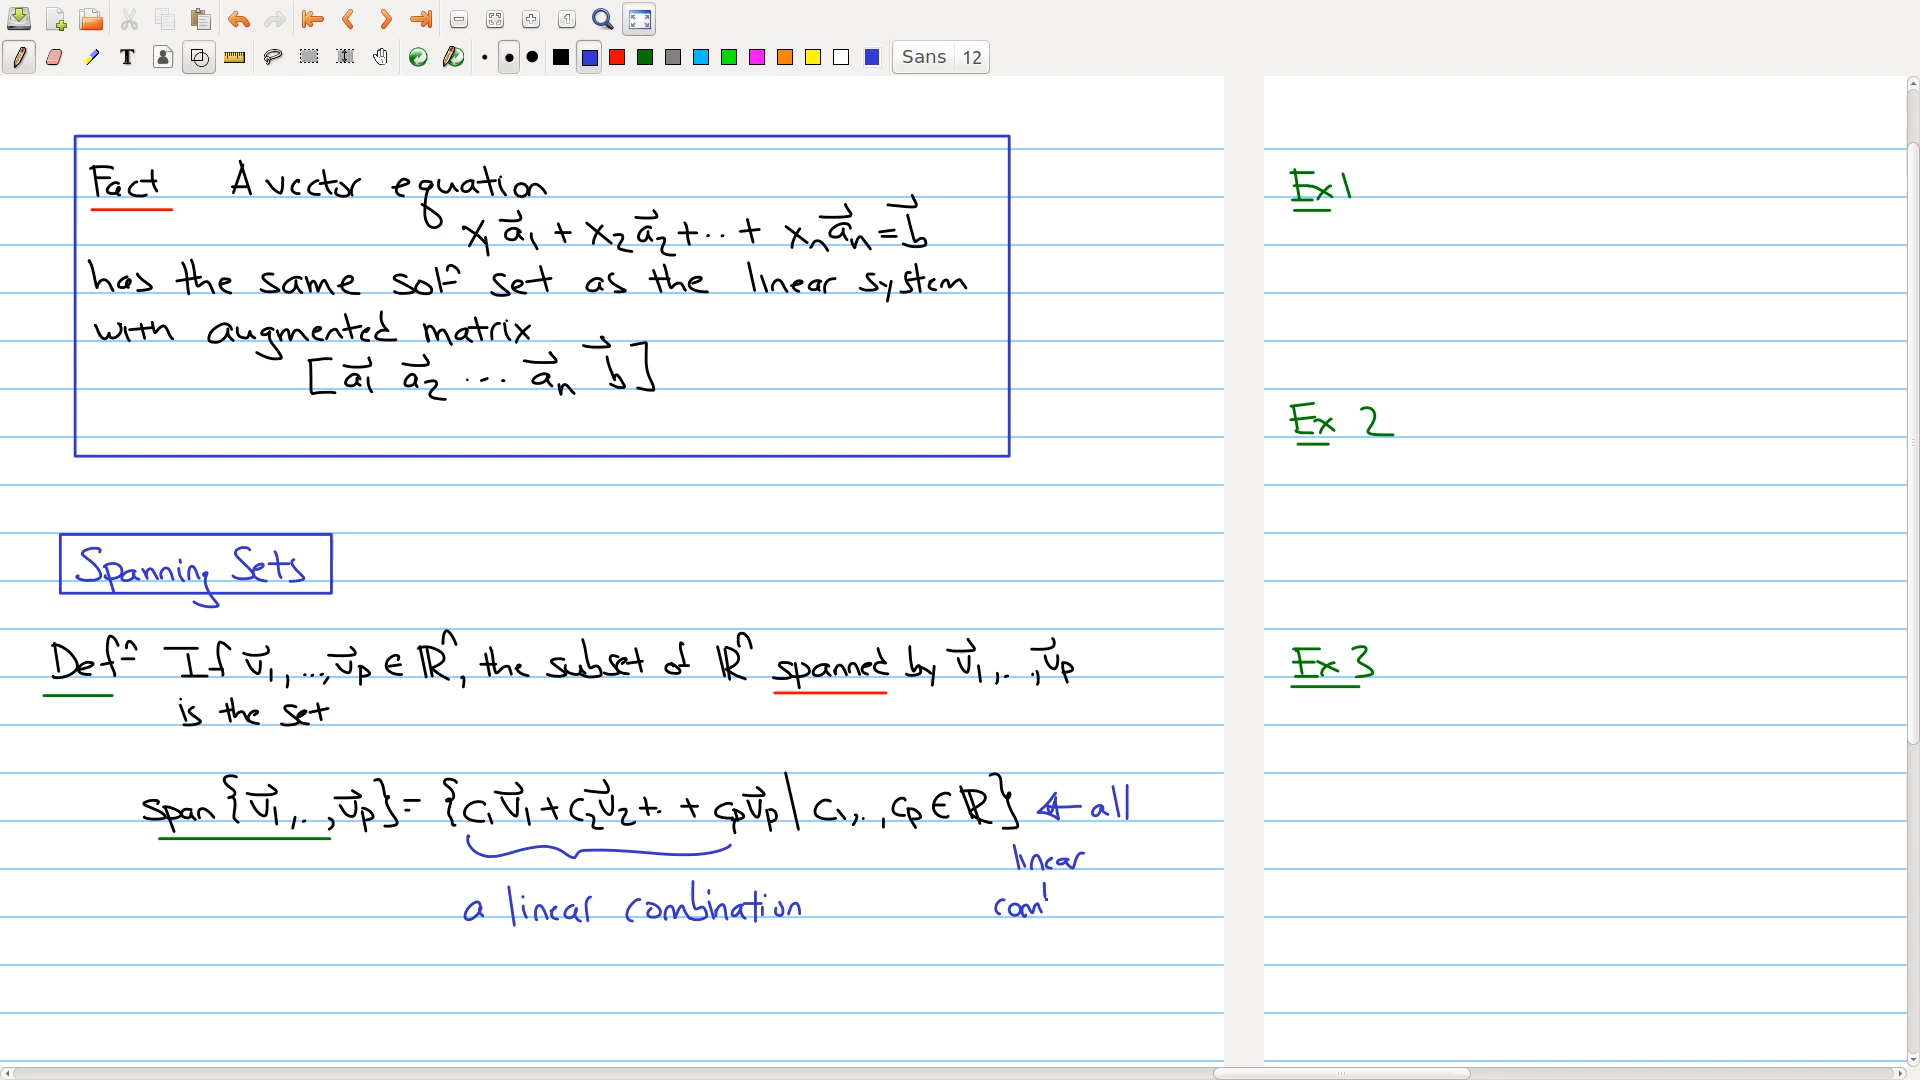 Sans 12
Fact A vector equation
x₁a⃗₁ + x₂a⃗₂ + ... + xₙa⃗ₙ = b⃗
has the same solⁿ set as the linear system
with augmented matrix
[a⃗₁ a⃗₂ ... a⃗ₙ b⃗]
Spanning Sets
Defⁿ If v⃗₁, ..., v⃗ₚ ∈ ℝⁿ, the subset of ℝⁿ spanned by v⃗₁, .., v⃗ₚ
is the set
span{v⃗₁, .., v⃗ₚ} = {c₁v⃗₁ + c₂v⃗₂ + .. + cₚv⃗ₚ | c₁, .., cₚ ∈ ℝ} ← all
linear
com
a linear combination
Ex 1
Ex 2
Ex 3